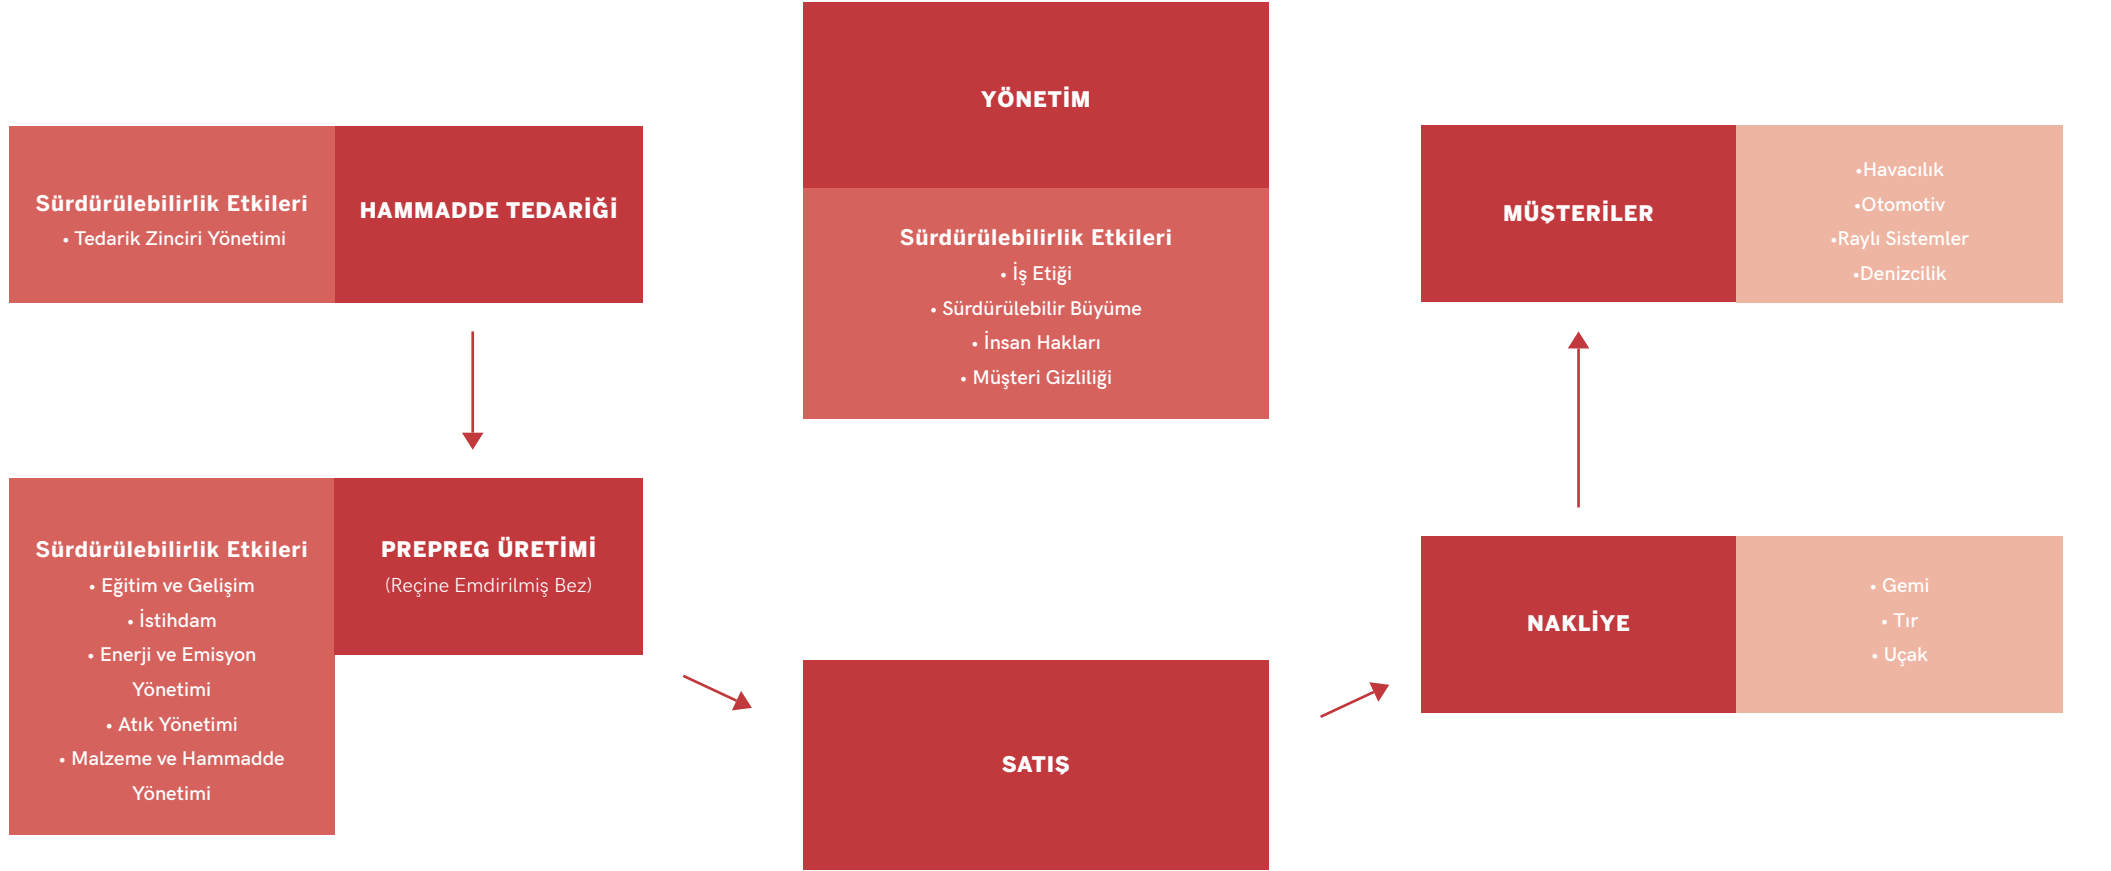 YÖNETİM
Sürdürülebilirlik Etkileri
• İş Etiği
• Sürdürülebilir Büyüme
• İnsan Hakları
• Müşteri Gizliliği
Sürdürülebilirlik Etkileri
• Tedarik Zinciri Yönetimi
HAMMADDE TEDARİĞİ
Sürdürülebilirlik Etkileri
• Eğitim ve Gelişim
• İstihdam
• Enerji ve Emisyon
Yönetimi
• Atık Yönetimi
• Malzeme ve Hammadde
Yönetimi
PREPREG ÜRETİMİ
(Reçine Emdirilmiş Bez)
SATIŞ
NAKLİYE
• Gemi
• Tır
• Uçak
MÜŞTERİLER
•Havacılık
•Otomotiv
•Raylı Sistemler
•Denizcilik